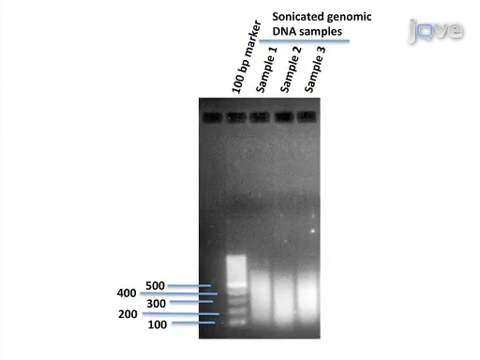 jove
Sonicated genomic
DNA samples
100 bp marker
Sample 1
Sample 2
Sample 3
500
400
300
200
100